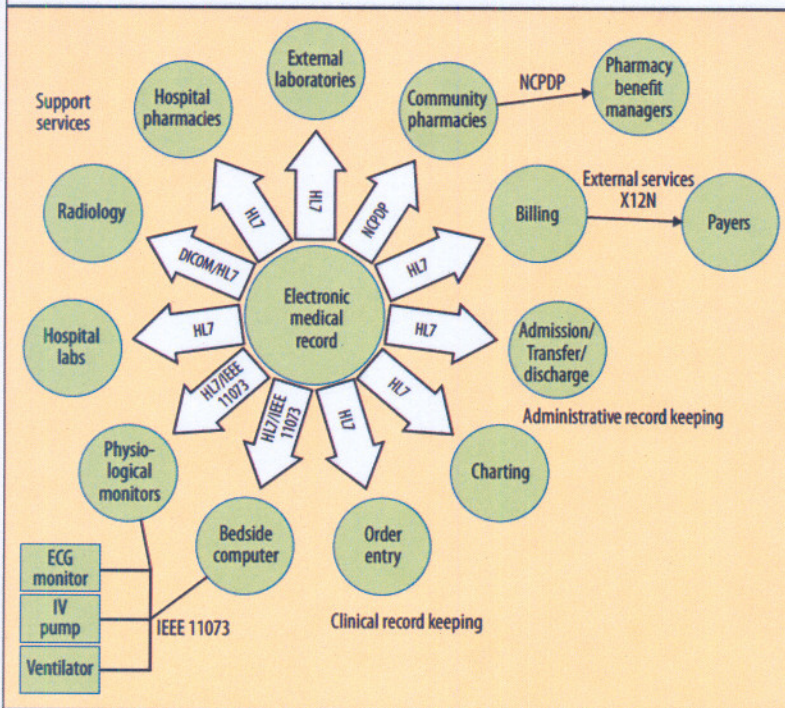 External
laboratories
Hospital
pharmacies
Community
pharmacies
NCPDP
Pharmacy
benefit
managers
Support
services
Radiology
Billing
External services
X12N
Payers
HL7
HL7
NCPDP
DICOM/HL7
HL7
Electronic
medical
record
Hospital
labs
HL7
HL7
Admission/
Transfer/
discharge
HL7/IEEE
11073
HL7/IEEE
11073
HL7
HL7
Administrative record keeping
Physio-
logical
monitors
Charting
Bedside
computer
Order
entry
ECG
monitor
IV
pump
IEEE 11073
Ventilator
Clinical record keeping